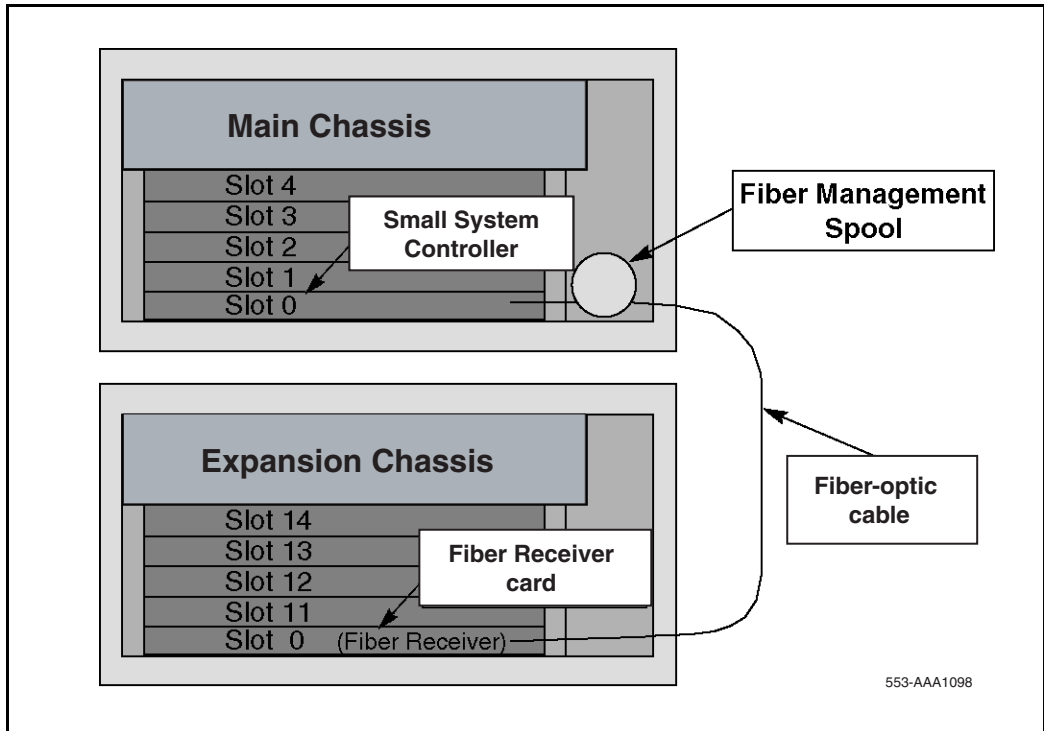 Main Chassis
Slot 4
Slot 3
Slot 2
Slot 1
Slot 0
Small System
Controller
Fiber Management
Spool
Expansion Chassis
Slot 14
Slot 13
Slot 12
Slot 11
Slot 0 (Fiber Receiver)
Fiber Receiver
card
Fiber-optic
cable
553-AAA1098